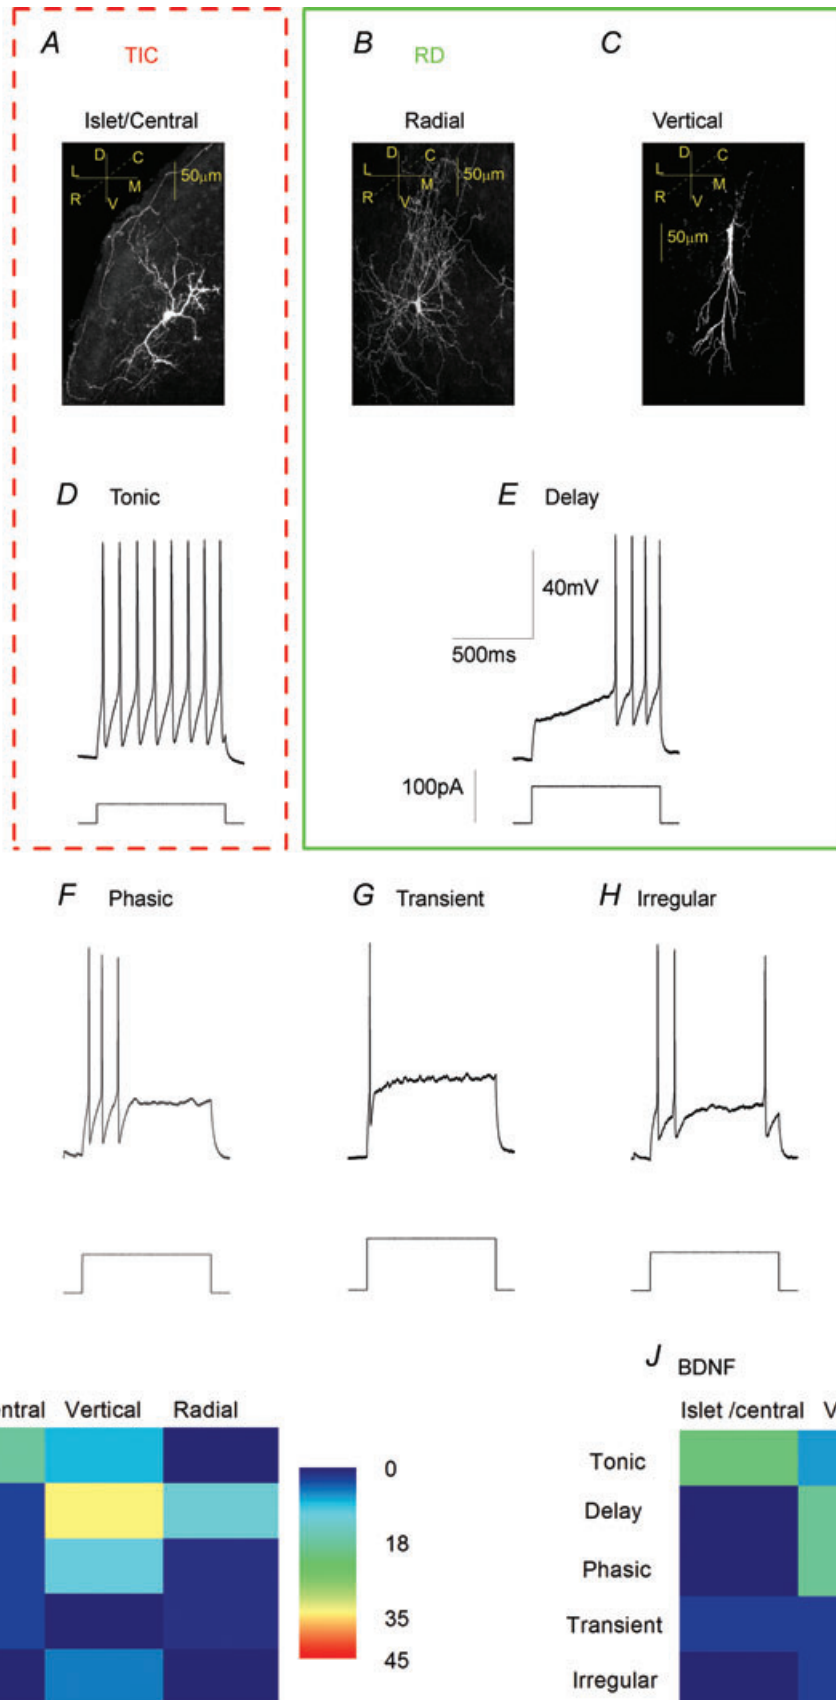 A
TIC
B
RD
C
Islet/Central
Radial
Vertical
D
C
L
M
R
V
50µm
D
C
L
M
R
V
50µm
D
C
L
M
R
V
50µm
D Tonic
E Delay
40mV
500ms
100pA
F Phasic
G Transient
H Irregular
J BDNF
entral Vertical Radial
Islet /central V
0
18
35
45
Tonic
Delay
Phasic
Transient
Irregular